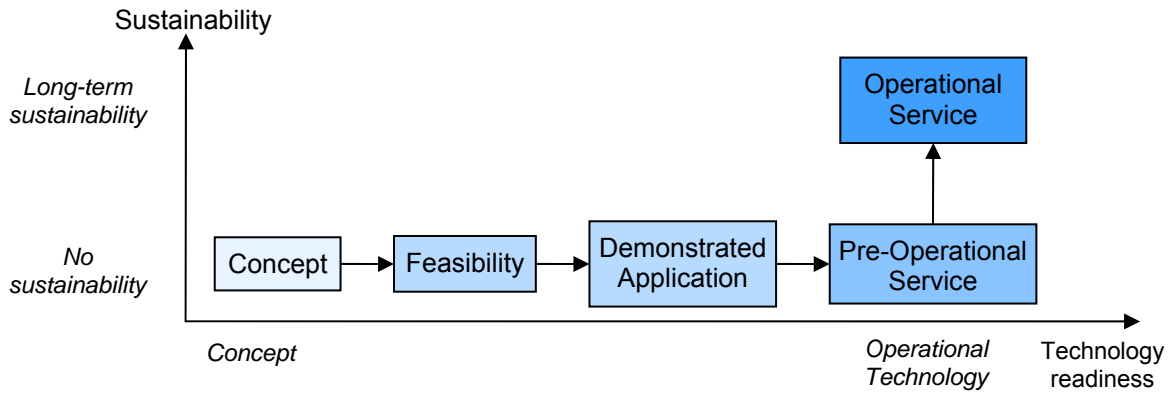 Sustainability
Long-term
sustainability
Operational
Service
No
sustainability
Concept
Feasibility
Demonstrated
Application
Pre-Operational
Service
Concept
Operational
Technology
Technology
readiness